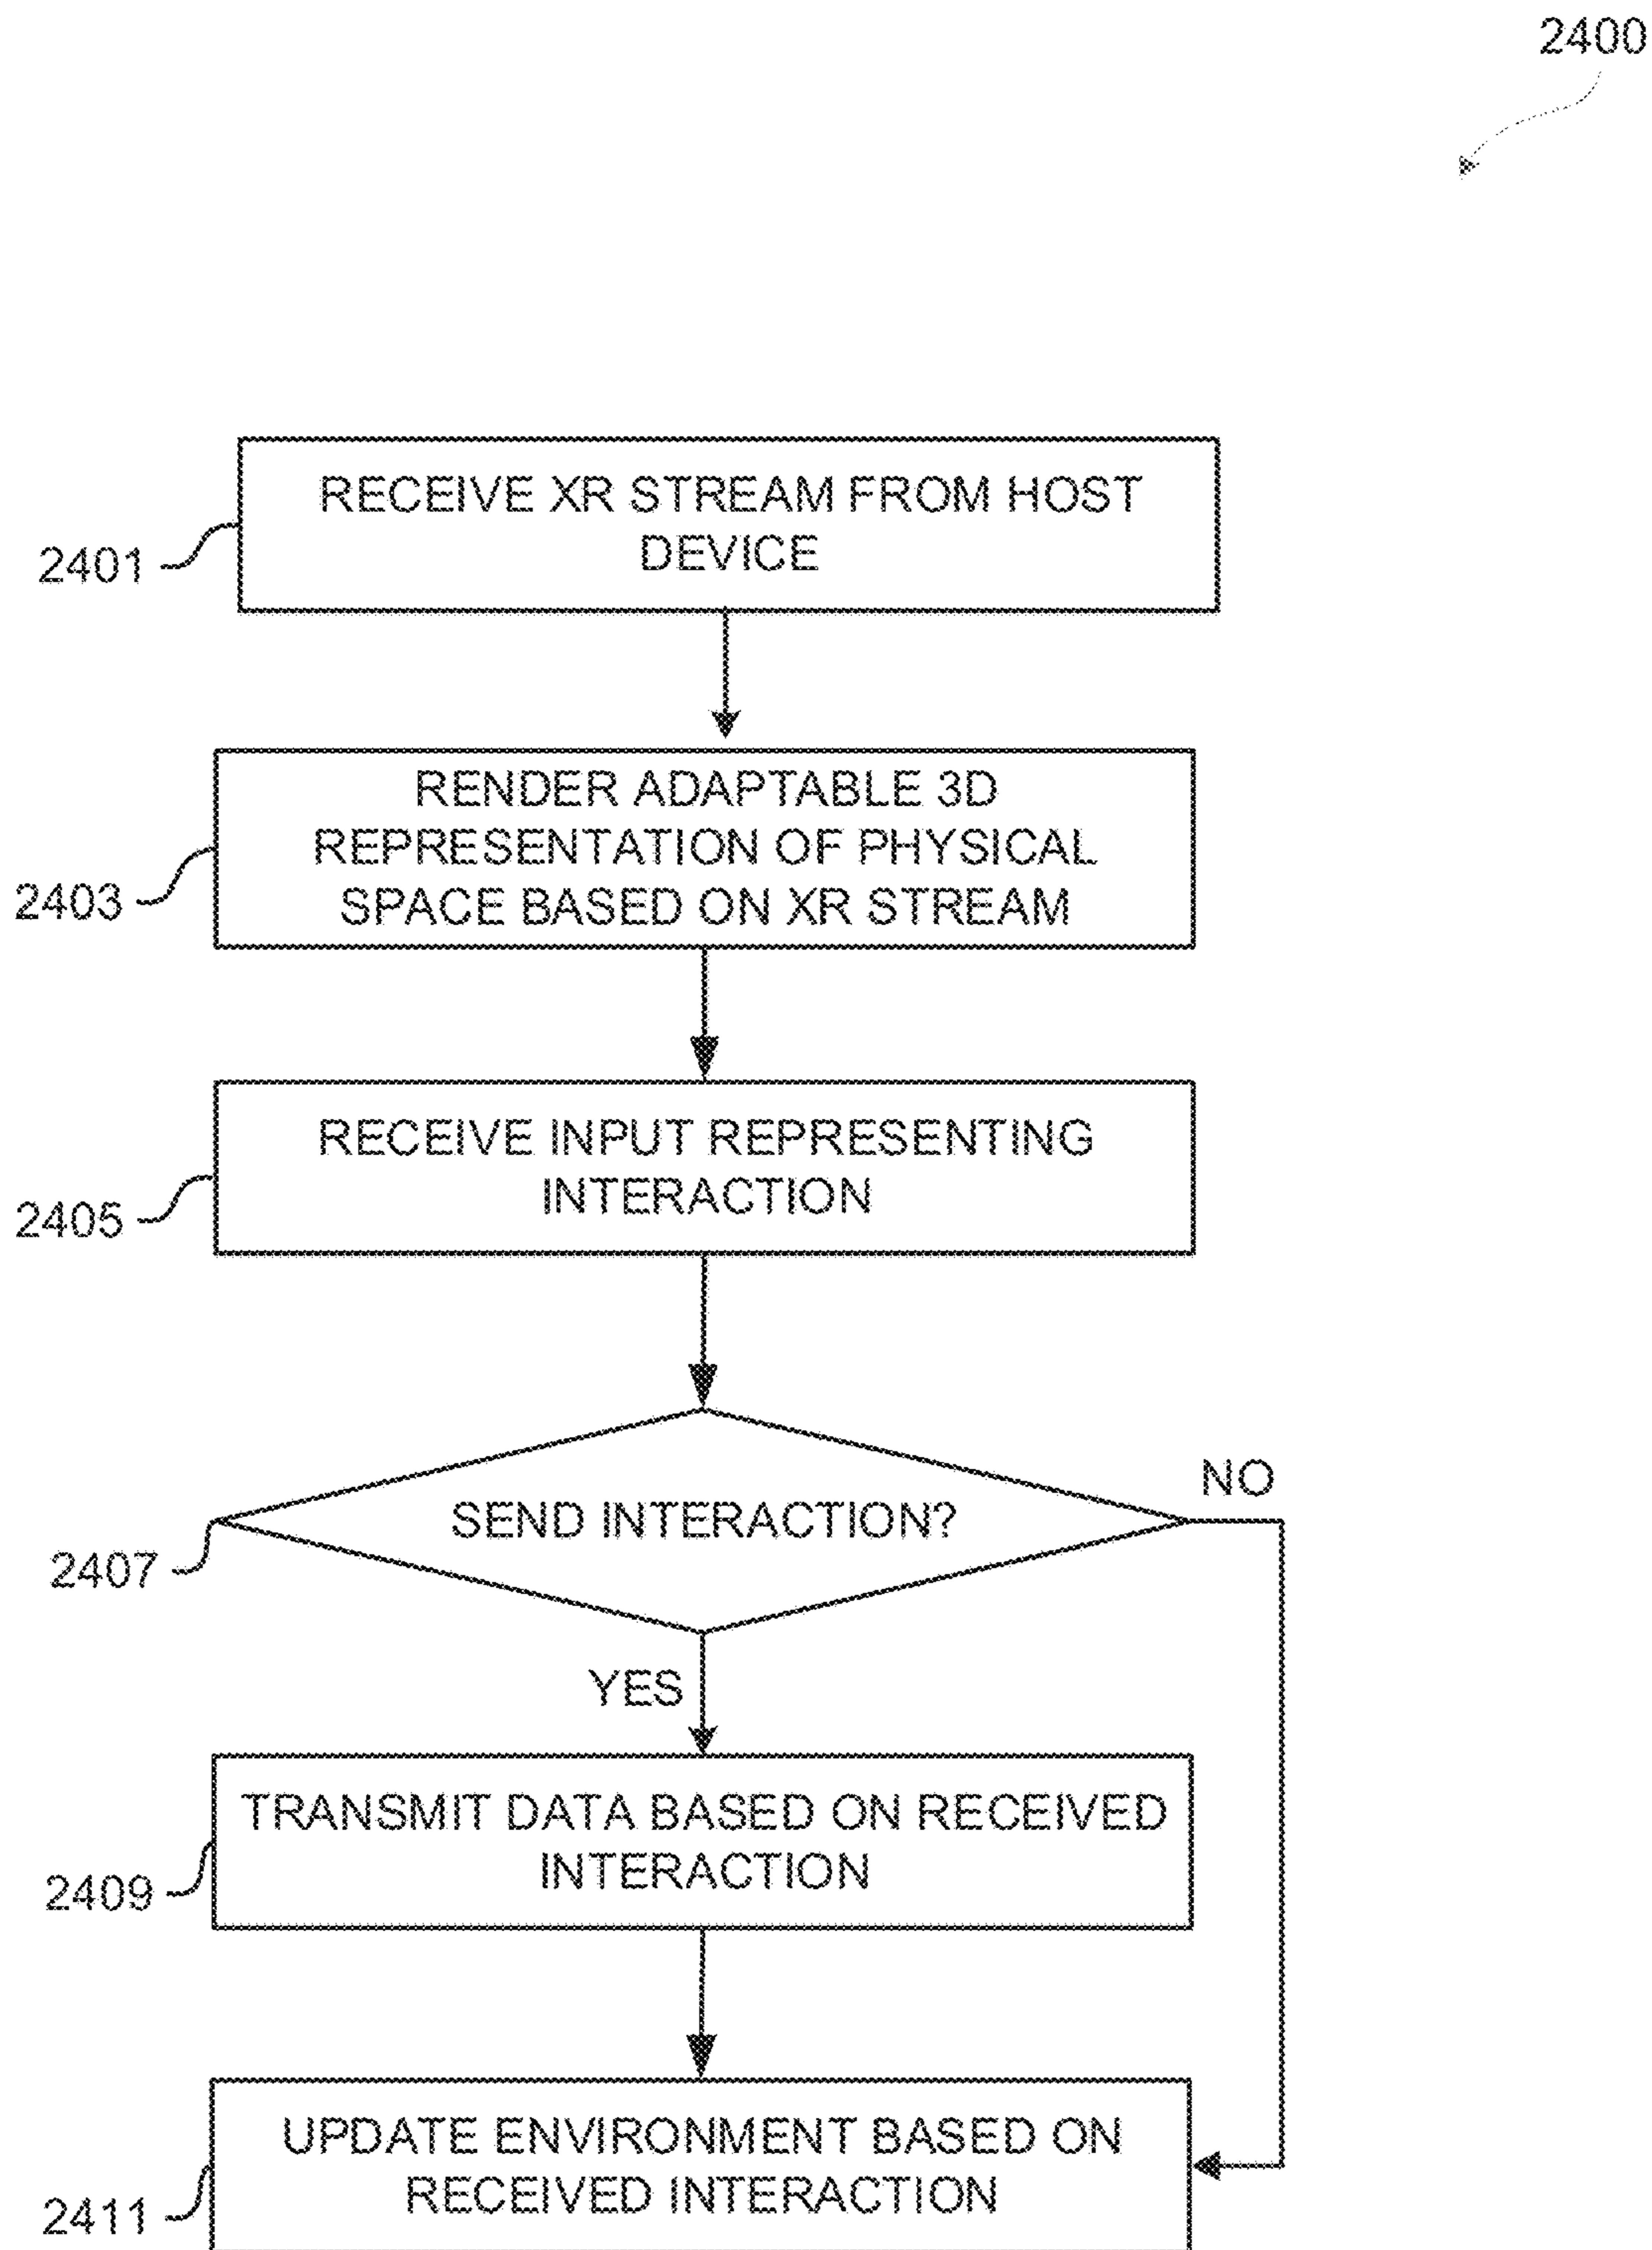 2400
RECEIVE XR STREAM FROM HOST
DEVICE
2401
RENDER ADAPTABLE 3D
REPRESENTATION OF PHYSICAL
SPACE BASED ON XR STREAM
2403
RECEIVE INPUT REPRESENTING
INTERACTION
2405
SEND INTERACTION?
NO
2407
YES
TRANSMIT DATA BASED ON RECEIVED
INTERACTION
2409
UPDATE ENVIRONMENT BASED ON
RECEIVED INTERACTION
2411